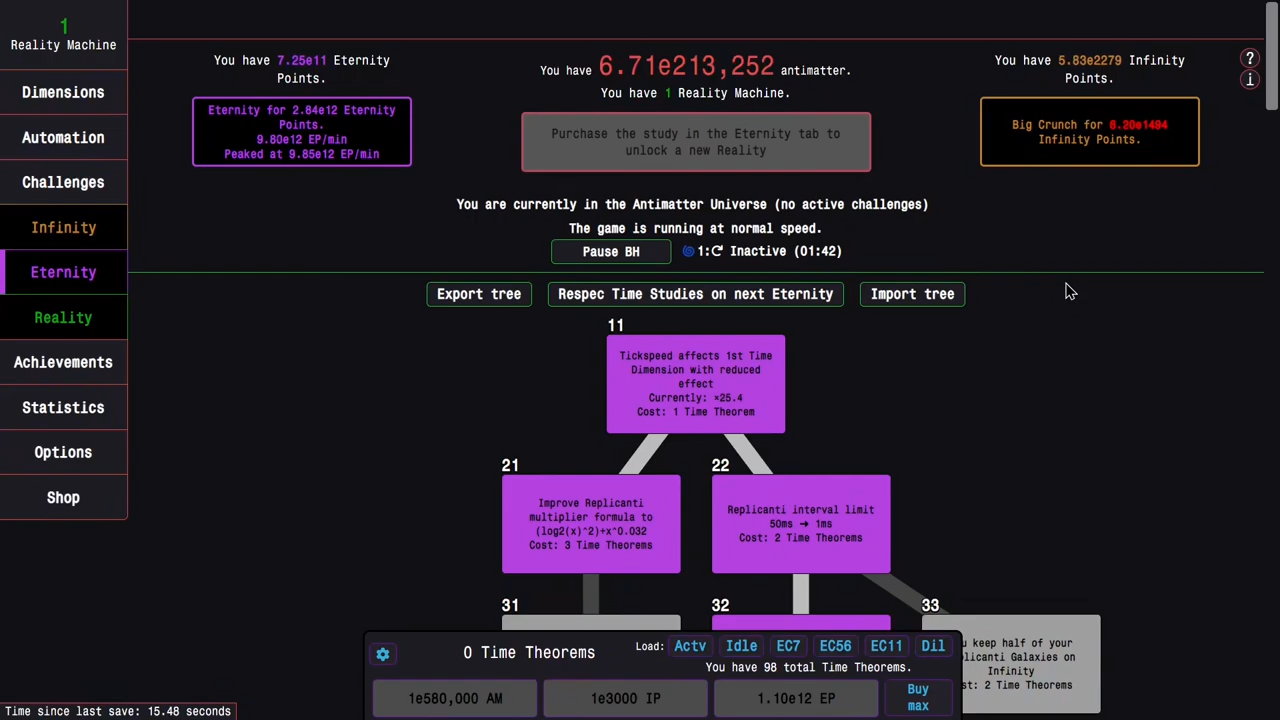 1
Reality Machine
Dimensions
Automation
Challenges
Infinity
Eternity
Reality
Achievements
Statistics
Options
Shop
You have 7.25e11 Eternity
Points.
Eternity for 2.84e12 Eternity
Points.
9.80e12 EP/min
Peaked at 9.85e12 EP/min
You have 6.71e213,252 antimatter.
You have 1 Reality Machine.
Purchase the study in the Eternity tab to
unlock a new Reality
You have 5.83e2279 Infinity
Points.
Big Crunch for 6.20e1494
Infinity Points.
?
i
You are currently in the Antimatter Universe (no active challenges)
The game is running at normal speed.
Pause BH
1: Inactive (01:42)
Export tree
Respec Time Studies on next Eternity
Import tree
11
Tickspeed affects 1st Time
Dimension with reduced
effect
Currently: ×25.4
Cost: 1 Time Theorem
21
Improve Replicanti
multiplier formula to
(log2(x)^2)+x^0.032
Cost: 3 Time Theorems
22
Replicanti interval limit
50ms ➜ 1ms
Cost: 2 Time Theorems
31
32
33
keep half of your
Replicanti Galaxies on
Infinity
2 Time Theorems
0 Time Theorems
Load: Actv Idle EC7 EC56 EC11 Dil
You have 98 total Time Theorems.
1e580,000 AM
1e3000 IP
1.10e12 EP
Buy
max
Time since last save: 15.48 seconds